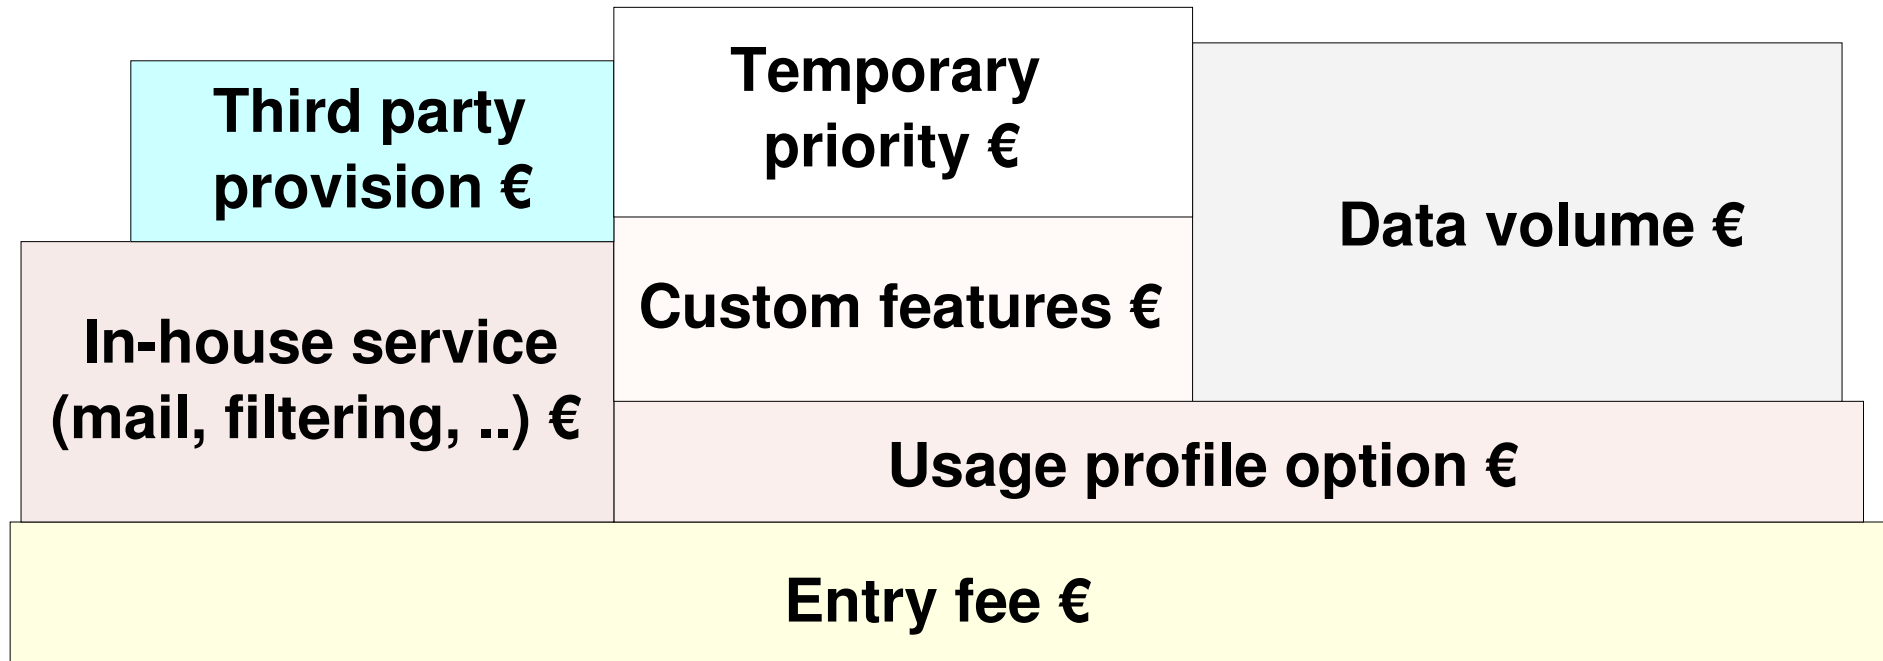 Third party
provision €
Temporary
priority €
Data volume €
In-house service
(mail, filtering, ..) €
Custom features €
Usage profile option €
Entry fee €